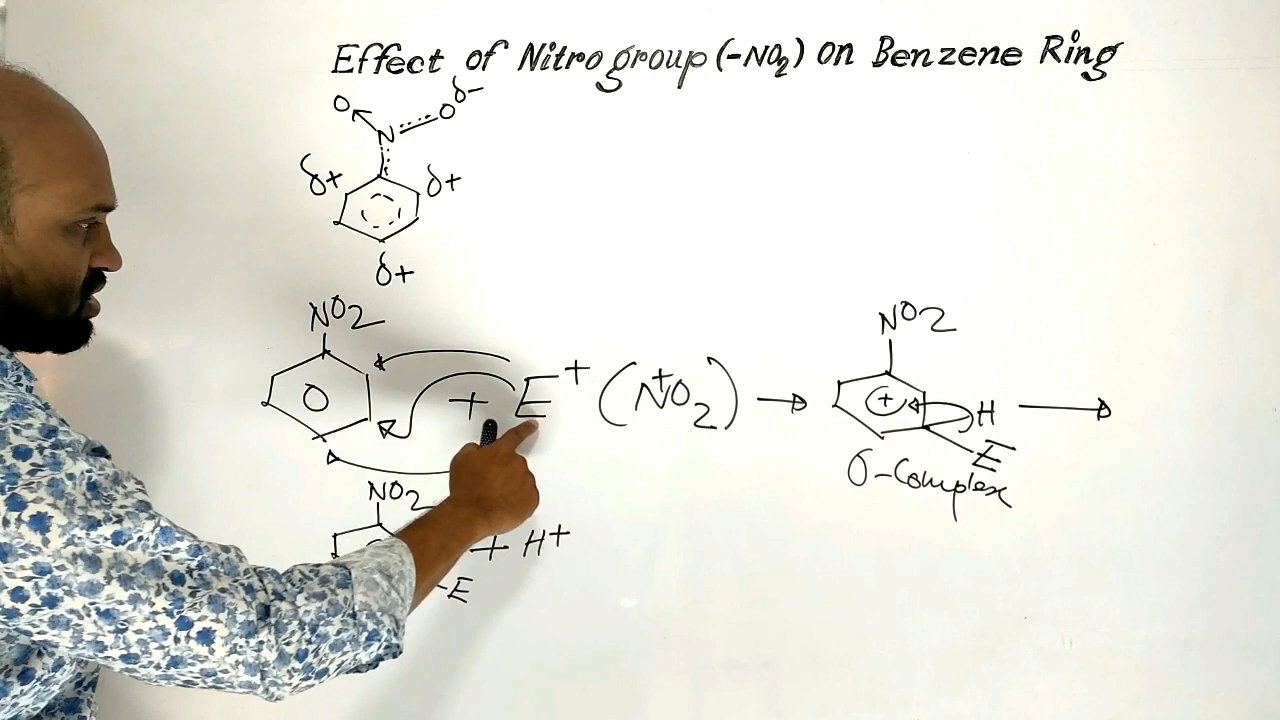 Effect of Nitro group (-NO2) on Benzene Ring
O N O δ-
δ+ δ+
δ+
NO2
+ E+ (N+O2) →
NO2
+ H
E
σ-Complex
→
NO2
+ H+
-E